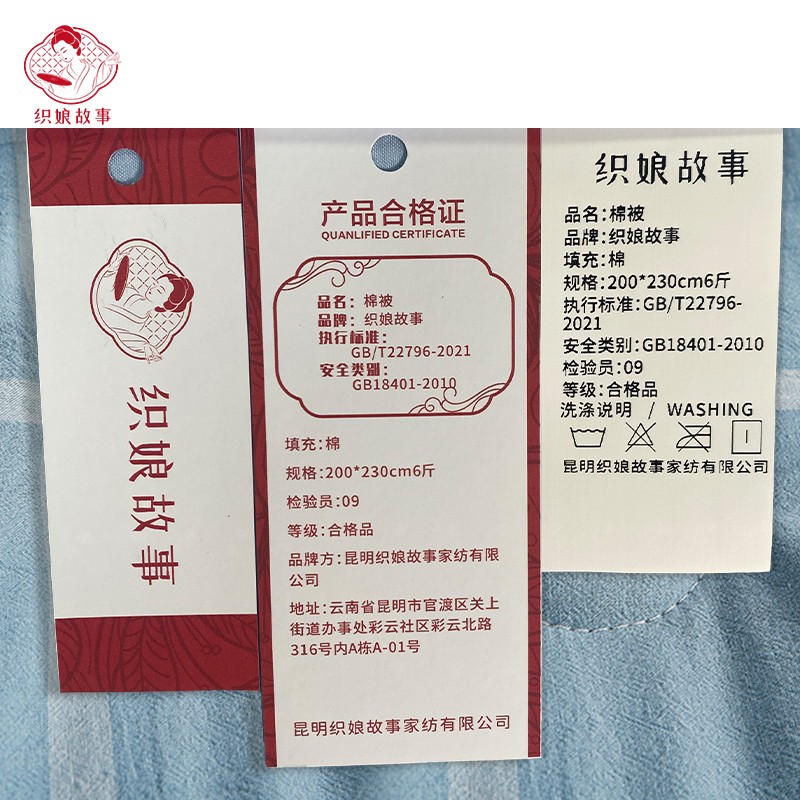 织娘故事
织娘故事
产品合格证
QUANLIFIED CERTIFICATE
品名：棉被
品牌：织娘故事
执行标准：
GB/T22796-2021
安全类别：
GB18401-2010
填充：棉
规格：200*230cm6斤
检验员：09
等级：合格品
品牌方：昆明织娘故事家纺有限
公司
地址：云南省昆明市官渡区关上
街道办事处彩云社区彩云北路
316号内A栋A-01号
昆明织娘故事家纺有限公司
织娘故事
品名：棉被
品牌：织娘故事
填充：棉
规格：200*230cm6斤
执行标准：GB/T22796-
2021
安全类别：GB18401-2010
检验员：09
等级：合格品
洗涤说明 / WASHING
昆明织娘故事家纺有限公司